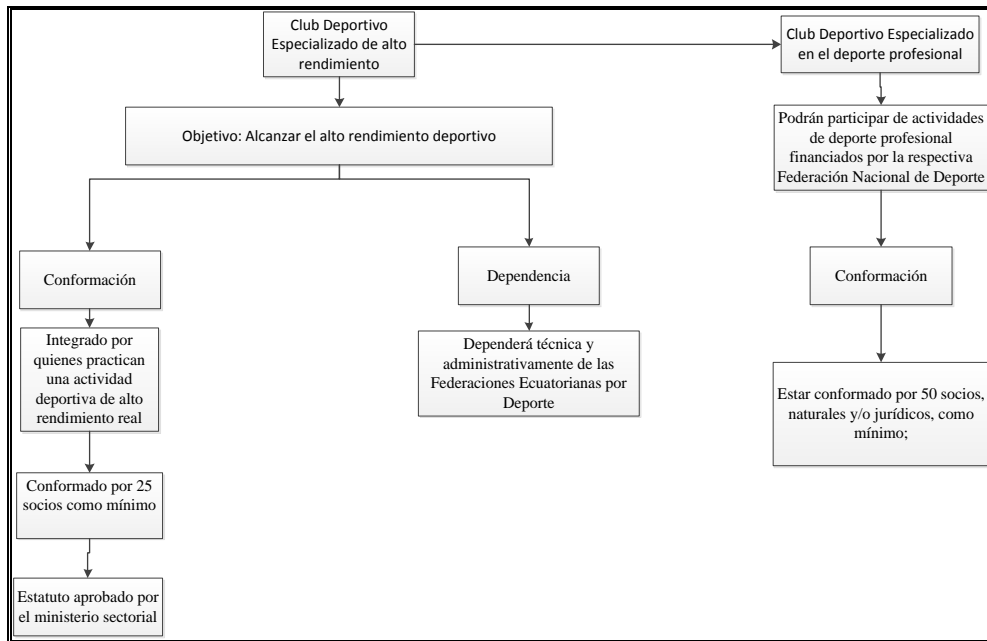 Club Deportivo
Especializado de alto
rendimiento
Club Deportivo Especializado
en el deporte profesional
Objetivo: Alcanzar el alto rendimiento deportivo
Podrán participar de actividades
de deporte profesional
financiados por la respectiva
Federación Nacional de Deporte
Conformación
Dependencia
Conformación
Integrado por
quienes practican
una actividad
deportiva de alto
rendimiento real
Dependerá técnica y
administrativamente de las
Federaciones Ecuatorianas por
Deporte
Estar conformado por 50 socios,
naturales y/o jurídicos, como
mínimo;
Conformado por 25
socios como mínimo
Estatuto aprobado por
el ministerio sectorial